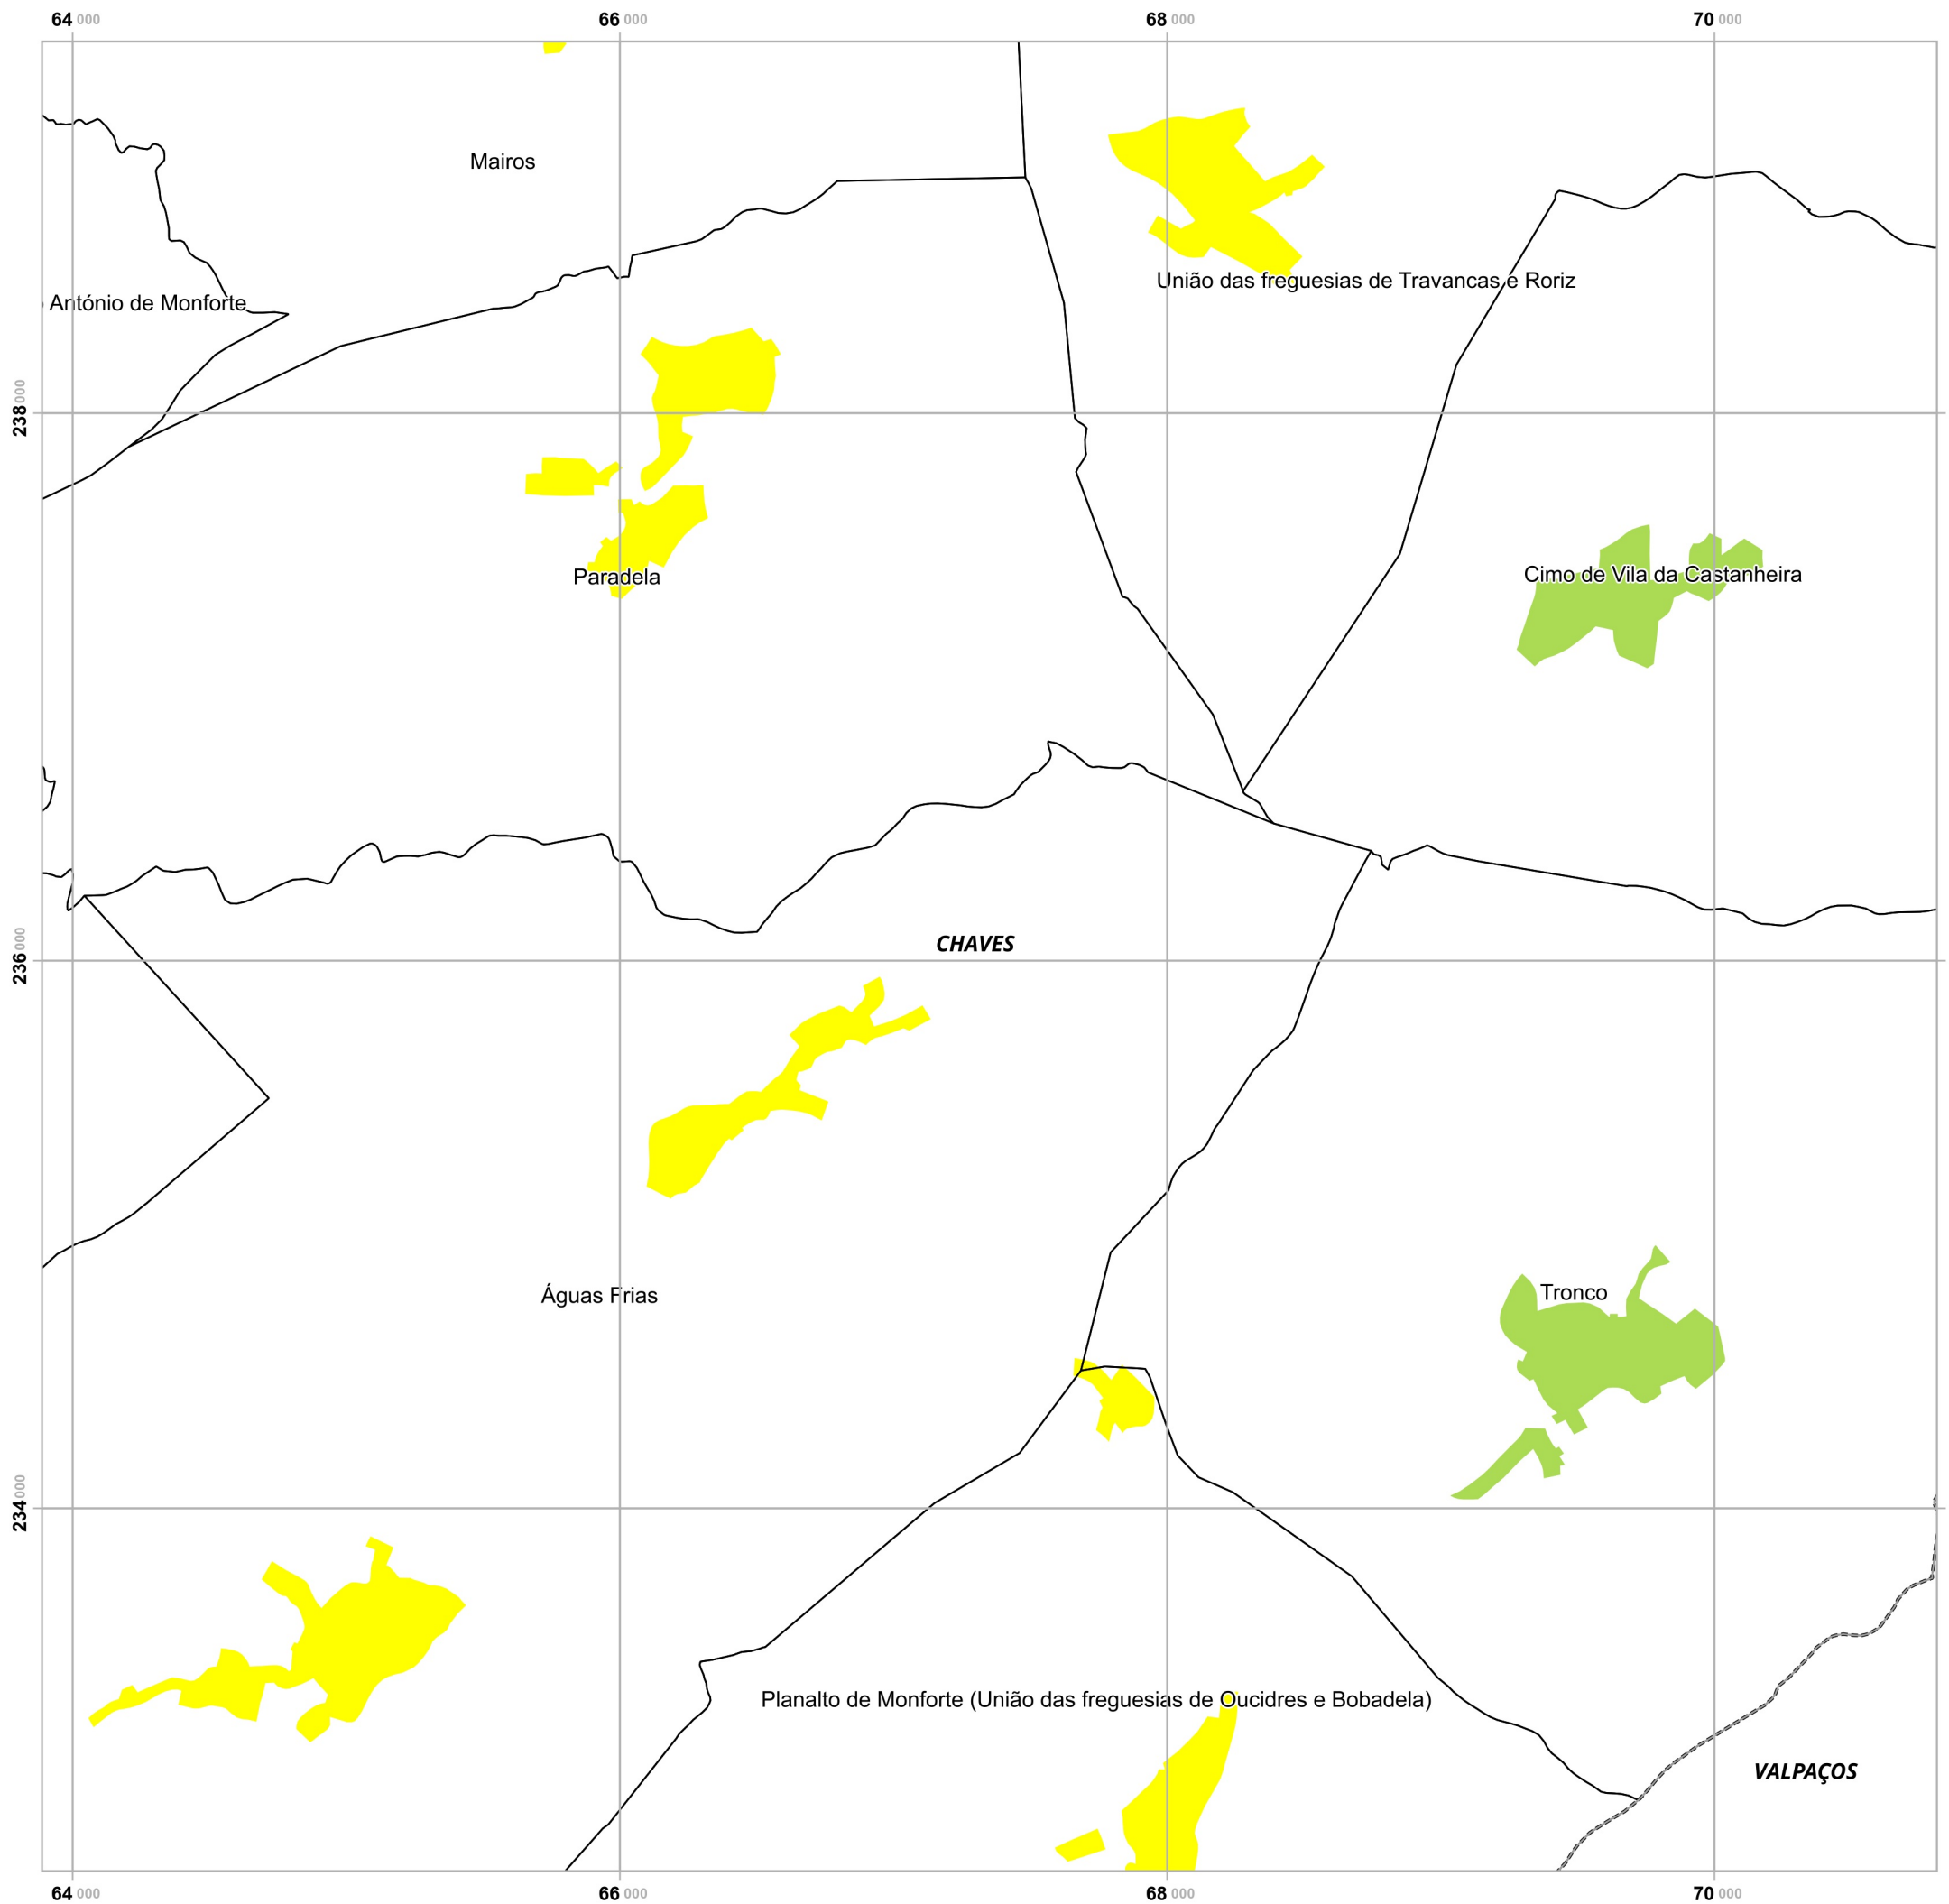 64 000 66 000 68 000 70 000
Mairos
União das freguesias de Travancas e Roriz
António de Monforte
238 000
Cimo de Vila da Castanheira
Paradela
CHAVES
236 000
Tronco
Águas Frias
234 000
Planalto de Monforte (União das freguesias de Oucidres e Bobadela)
VALPAÇOS
64 000 66 000 68 000 70 000